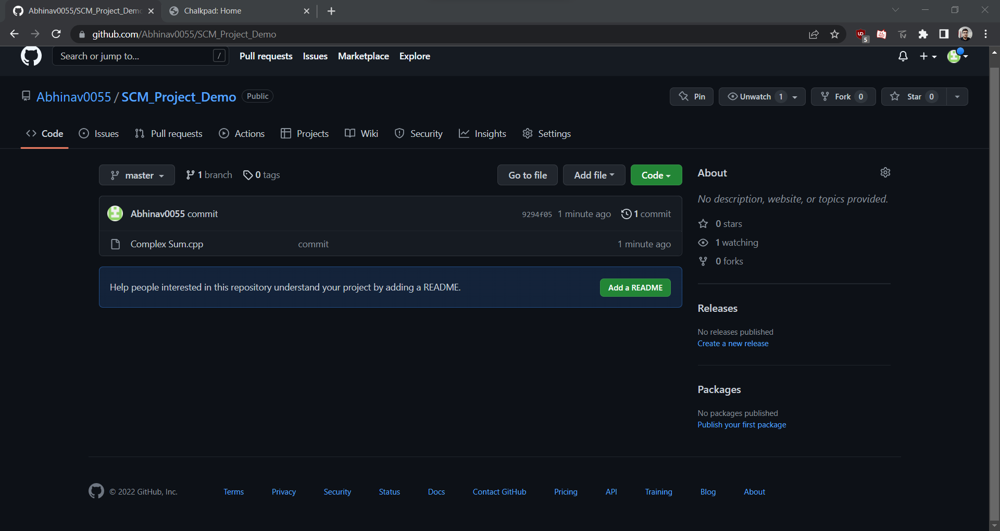 Abhinav0055/SCM_Project_Demo
Chalkpad: Home
github.com/Abhinav0055/SCM_Project_Demo
5
Search or jump to...
/
Pull requests Issues Marketplace Explore
Abhinav0055 / SCM_Project_Demo Public
Pin Unwatch 1 Fork 0 Star 0
Code Issues Pull requests Actions Projects Wiki Security Insights Settings
master 1 branch 0 tags Go to file Add file Code
Abhinav0055 commit 9294f05 1 minute ago 1 commit
Complex Sum.cpp commit 1 minute ago
Help people interested in this repository understand your project by adding a README. Add a README
About
No description, website, or topics provided.
0 stars
1 watching
0 forks
Releases
No releases published
Create a new release
Packages
No packages published
Publish your first package
© 2022 GitHub, Inc. Terms Privacy Security Status Docs Contact GitHub Pricing API Training Blog About